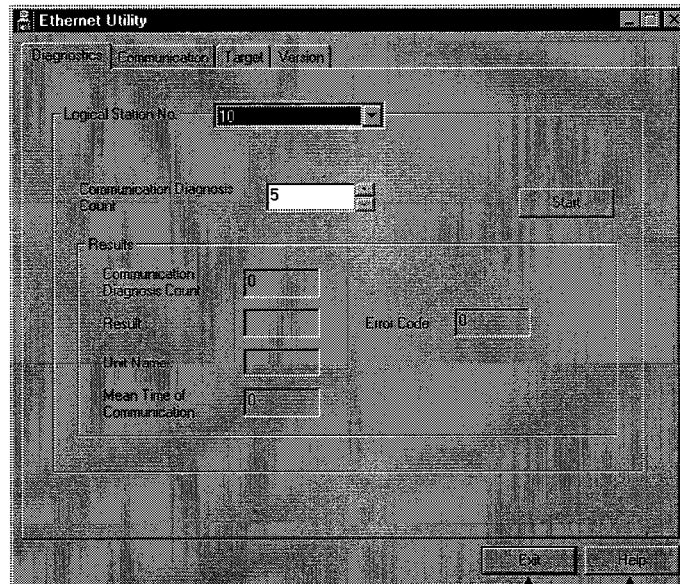 Ethernet Utility
Diagnostics Communication Target Version
Logical Station No. 10
Communication Diagnosis
Count
5
Start
Results
Communication
Diagnosis Count
0
Result
Error Code
0
Unit Name
Mean Time of
Communication
0
Exit Help